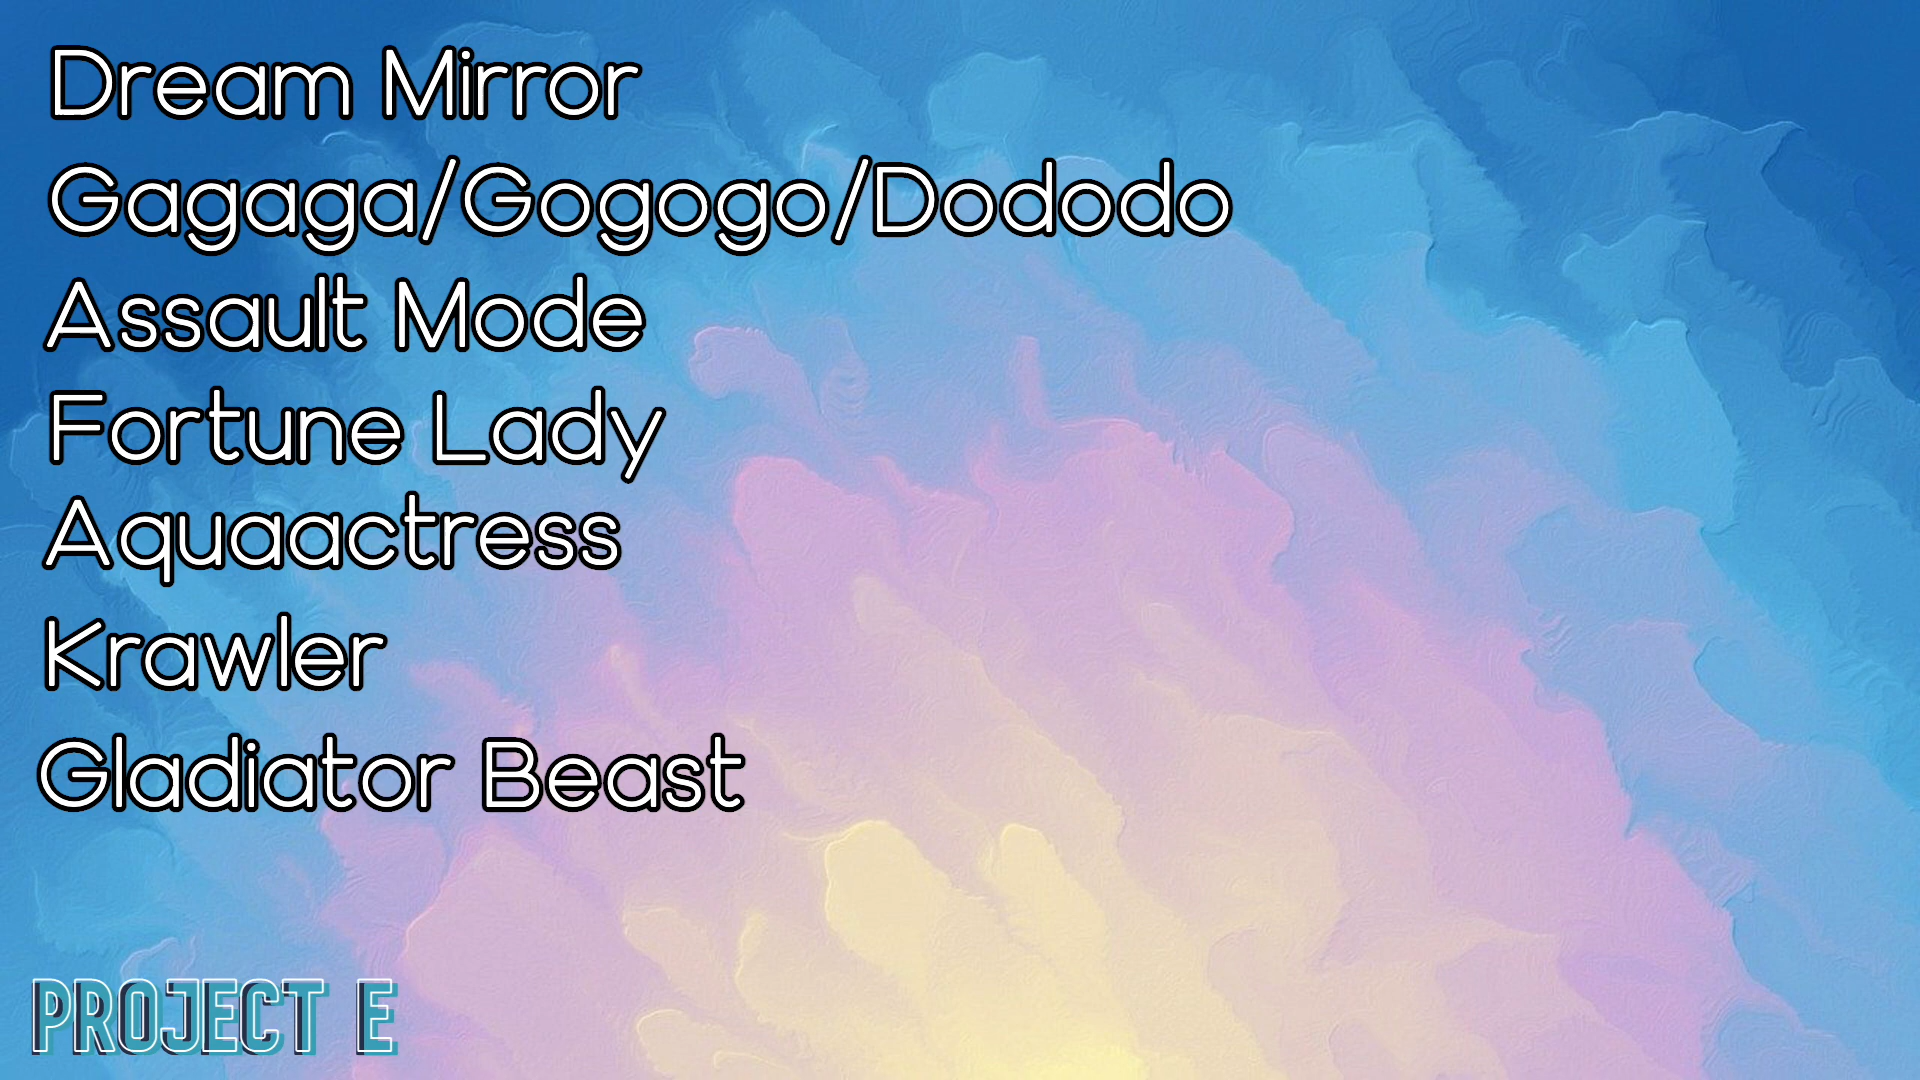 Dream Mirror
Gagaga/Gogogo/Dododo
Assault Mode
Fortune Lady
Aquaactress
Krawler
Gladiator Beast
PROJECT E